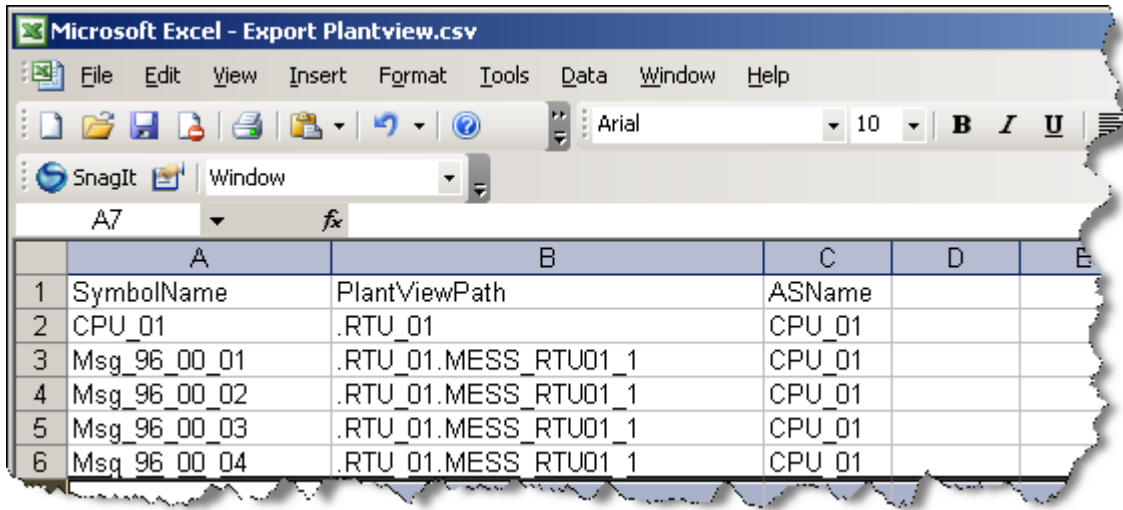 Microsoft Excel - Export Plantview.csv
File Edit View Insert Format Tools Data Window Help
Arial 10 B I U
SnagIt Window
A7 fx
A B C D E
1 SymbolName PlantViewPath ASName
2 CPU_01 .RTU_01 CPU_01
3 Msg_96_00_01 .RTU_01.MESS_RTU01_1 CPU_01
4 Msg_96_00_02 .RTU_01.MESS_RTU01_1 CPU_01
5 Msg_96_00_03 .RTU_01.MESS_RTU01_1 CPU_01
6 Msg_96_00_04 .RTU_01.MESS_RTU01_1 CPU_01